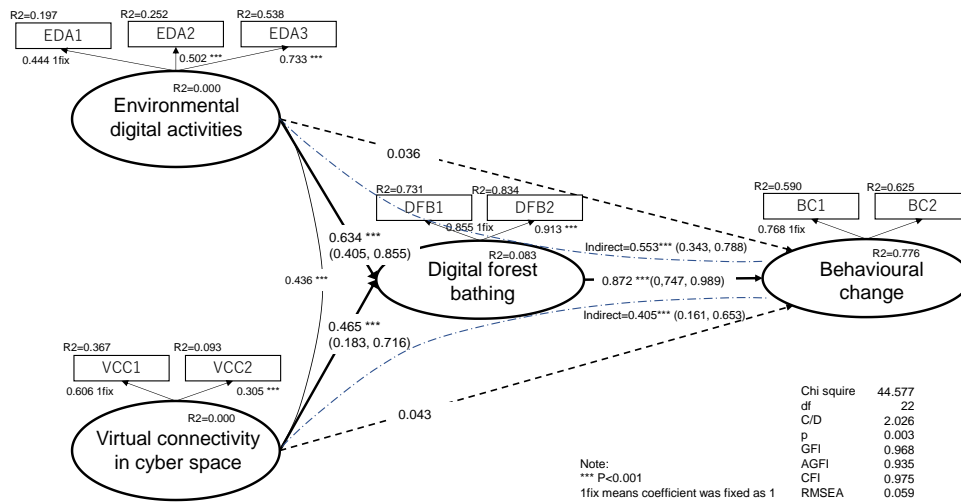 R2=0.197
R2=0.252
R2=0.538
EDA1
EDA2
EDA3
0.444 1fix
0.502 ***
0.733 ***
R2=0.000
Environmental
digital activities
0.036
R2=0.731
R2=0.834
DFB1
DFB2
0.855 1fix
0.913 ***
R2=0.590
R2=0.625
BC1
BC2
0.768 1fix
0.634 ***
(0.405, 0.855)
Indirect=0.553*** (0.343, 0.788)
R2=0.083
Digital forest
bathing
R2=0.776
Behavioural
change
0.436 ***
0.872 ***(0,747, 0.989)
0.465 ***
(0.183, 0.716)
Indirect=0.405*** (0.161, 0.653)
R2=0.367
R2=0.093
VCC1
VCC2
0.606 1fix
0.305 ***
R2=0.000
Virtual connectivity
in cyber space
0.043
Note:
*** P<0.001
1fix means coefficient was fixed as 1
Chi squire 44.577
df 22
C/D 2.026
p 0.003
GFI 0.968
AGFI 0.935
CFI 0.975
RMSEA 0.059